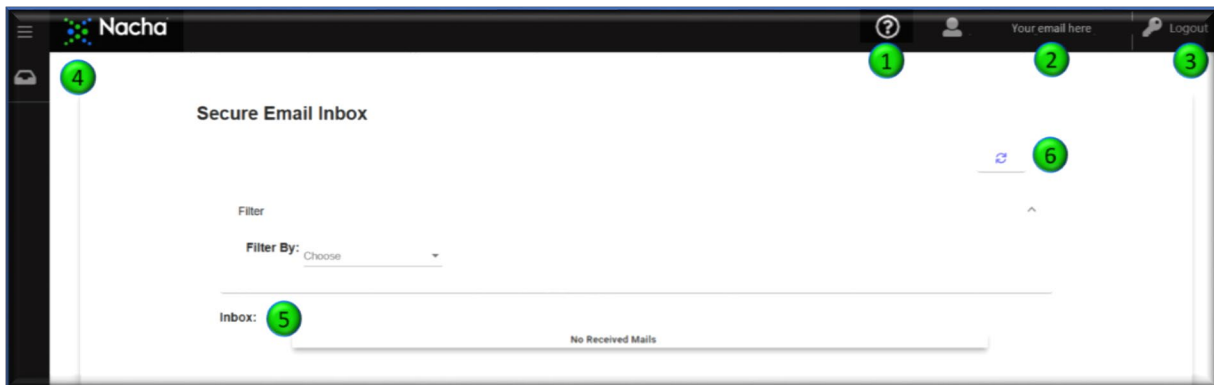 Nacha
Your email here
Logout
1
2
3
4
Secure Email Inbox
6
Filter
Filter By: Choose
Inbox:
5
No Received Mails